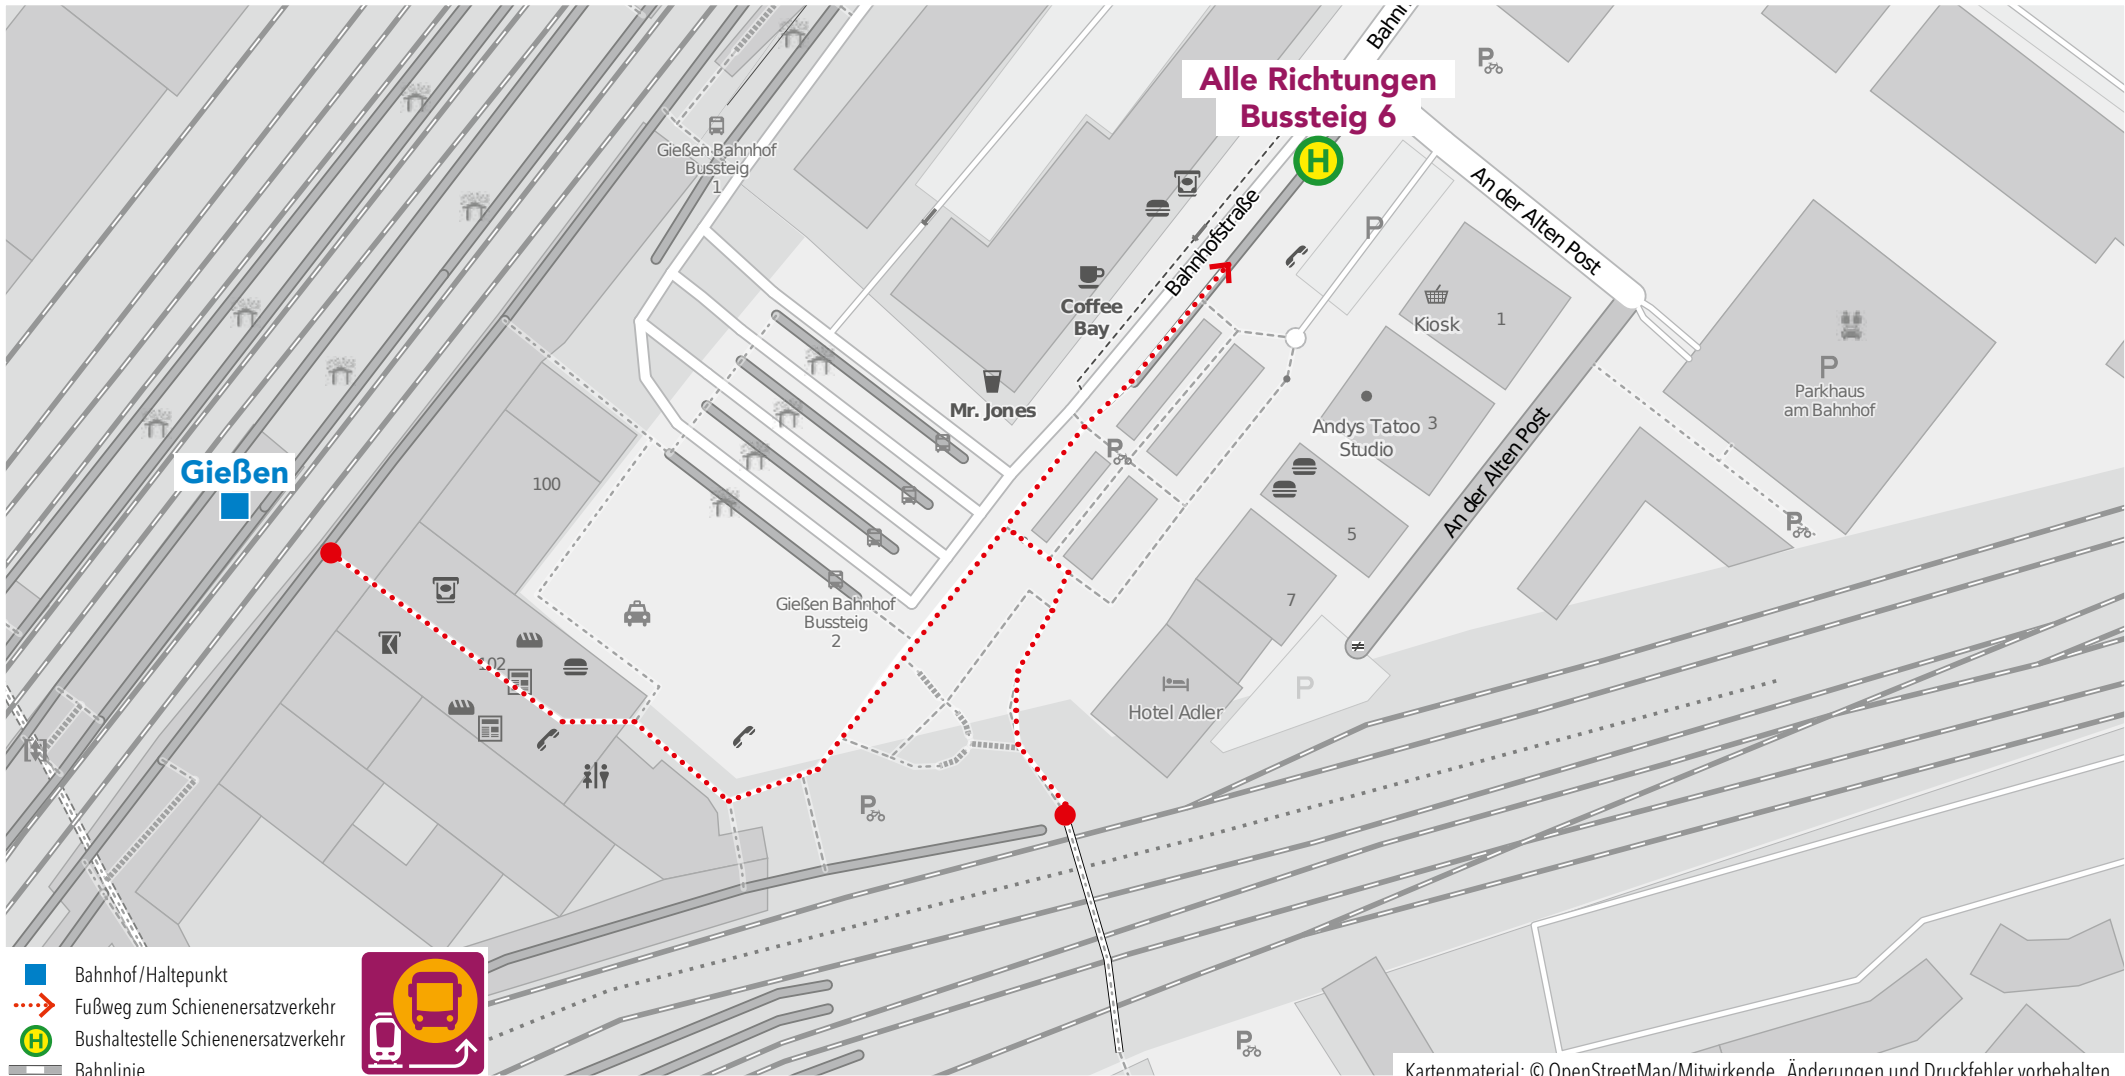 Bahnh
Alle Richtungen
Bussteig 6
H
P
Gießen Bahnhof
Bussteig
1
An der Alten Post
Bahnhofstraße
P
Coffee
Bay
Kiosk
1
Mr. Jones
Parkhaus
am Bahnhof
P
Andys Tatoo
Studio
3
P
An der Alten Post
Gießen
100
P
5
Gießen Bahnhof
Bussteig
2
7
102
P
Hotel Adler
P
P
Bahnhof/Haltepunkt
Fußweg zum Schienenersatzverkehr
H
Bushaltestelle Schienenersatzverkehr
Bahnlinie
Kartenmaterial: © OpenStreetMap/Mitwirkende, Änderungen und Druckfehler vorbehalten